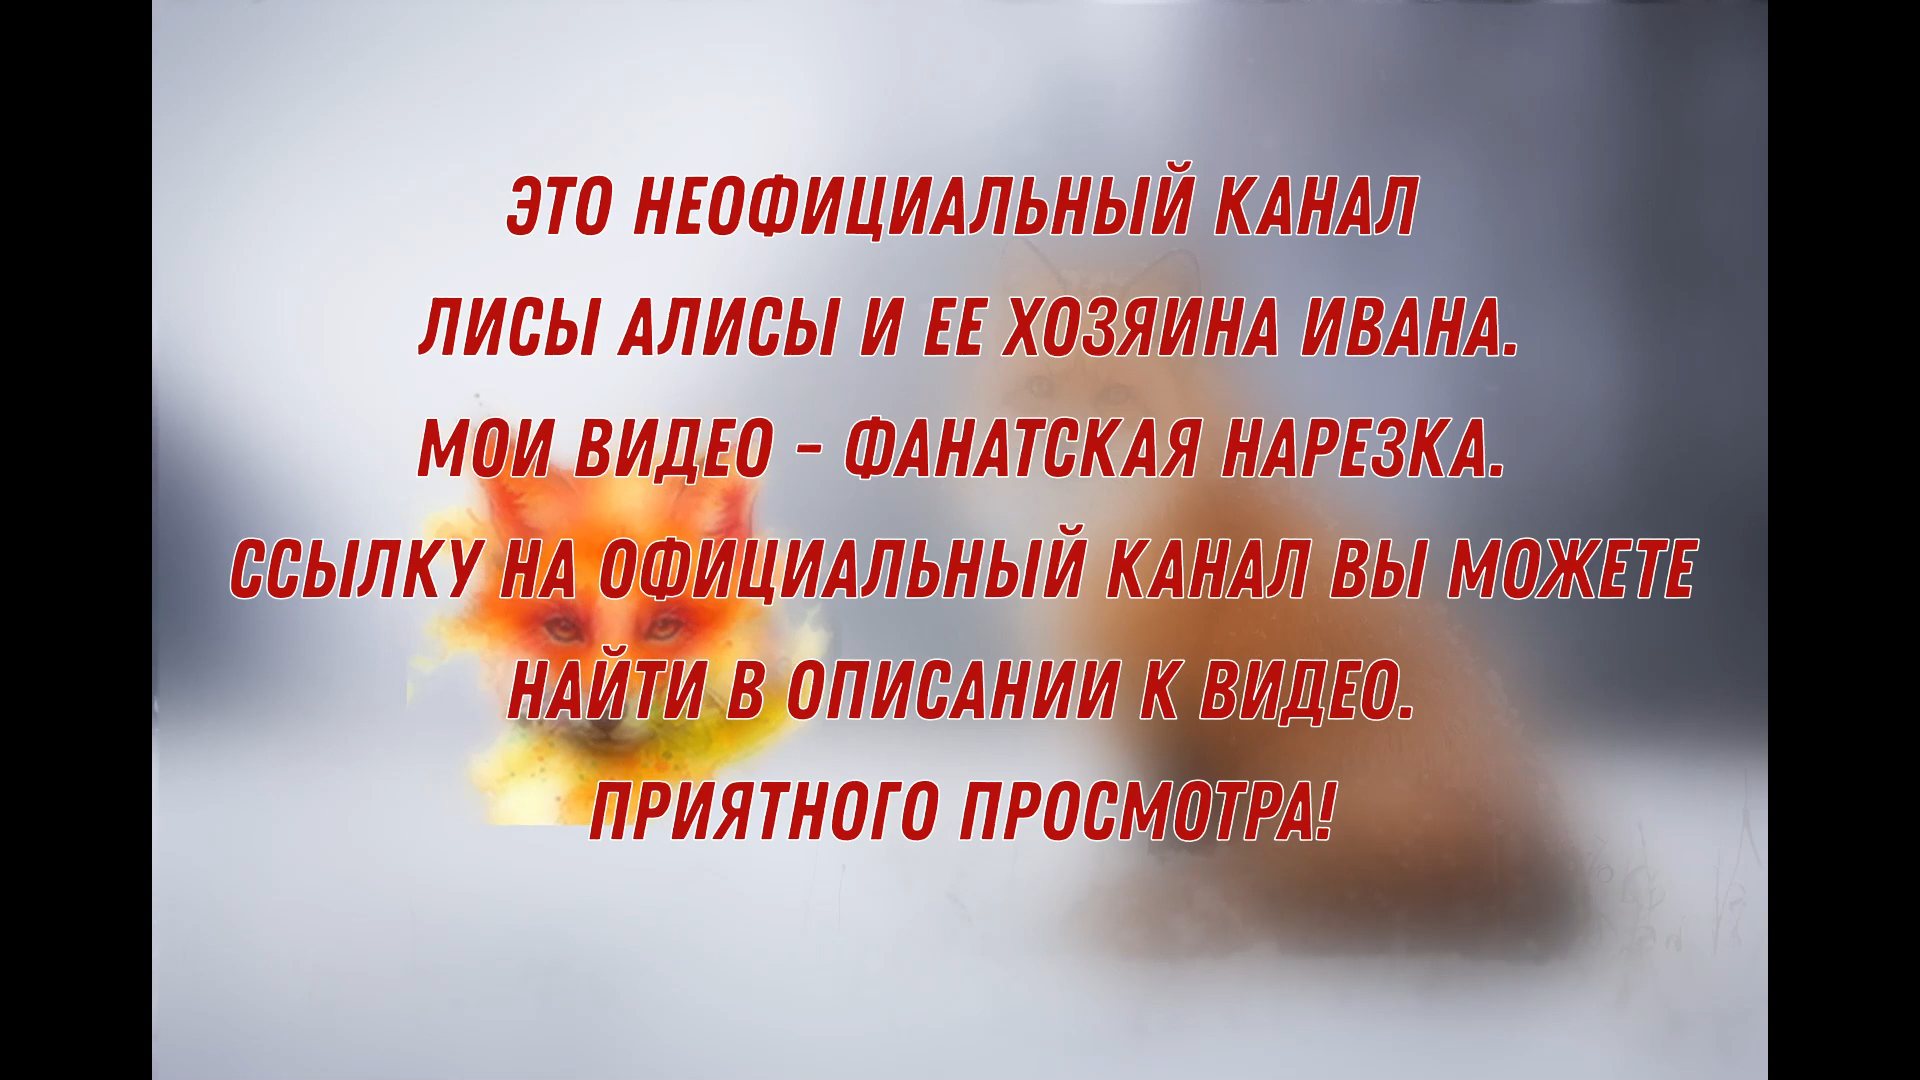 ЭТО НЕОФИЦИАЛЬНЫЙ КАНАЛ
ЛИСЫ АЛИСЫ И ЕЕ ХОЗЯИНА ИВАНА.
МОИ ВИДЕО - ФАНАТСКАЯ НАРЕЗКА.
ССЫЛКУ НА ОФИЦИАЛЬНЫЙ КАНАЛ ВЫ МОЖЕТЕ
НАЙТИ В ОПИСАНИИ К ВИДЕО.
ПРИЯТНОГО ПРОСМОТРА!